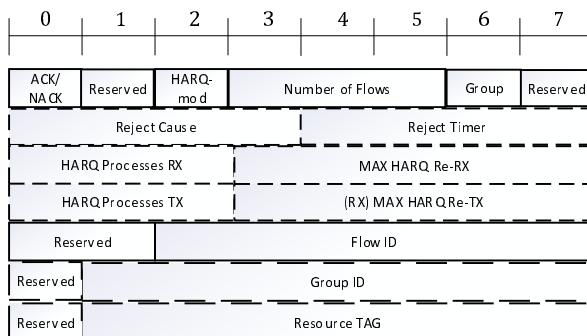 0 1 2 3 4 5 6 7
ACK/
NACK
Reserved
HARQ-
mod
Number of Flows
Group
Reserved
Reject Cause
Reject Timer
HARQ Processes RX
MAX HARQ Re-RX
HARQ Processes TX
(RX) MAX HARQ Re-TX
Reserved
Flow ID
Reserved
Group ID
Reserved
Resource TAG